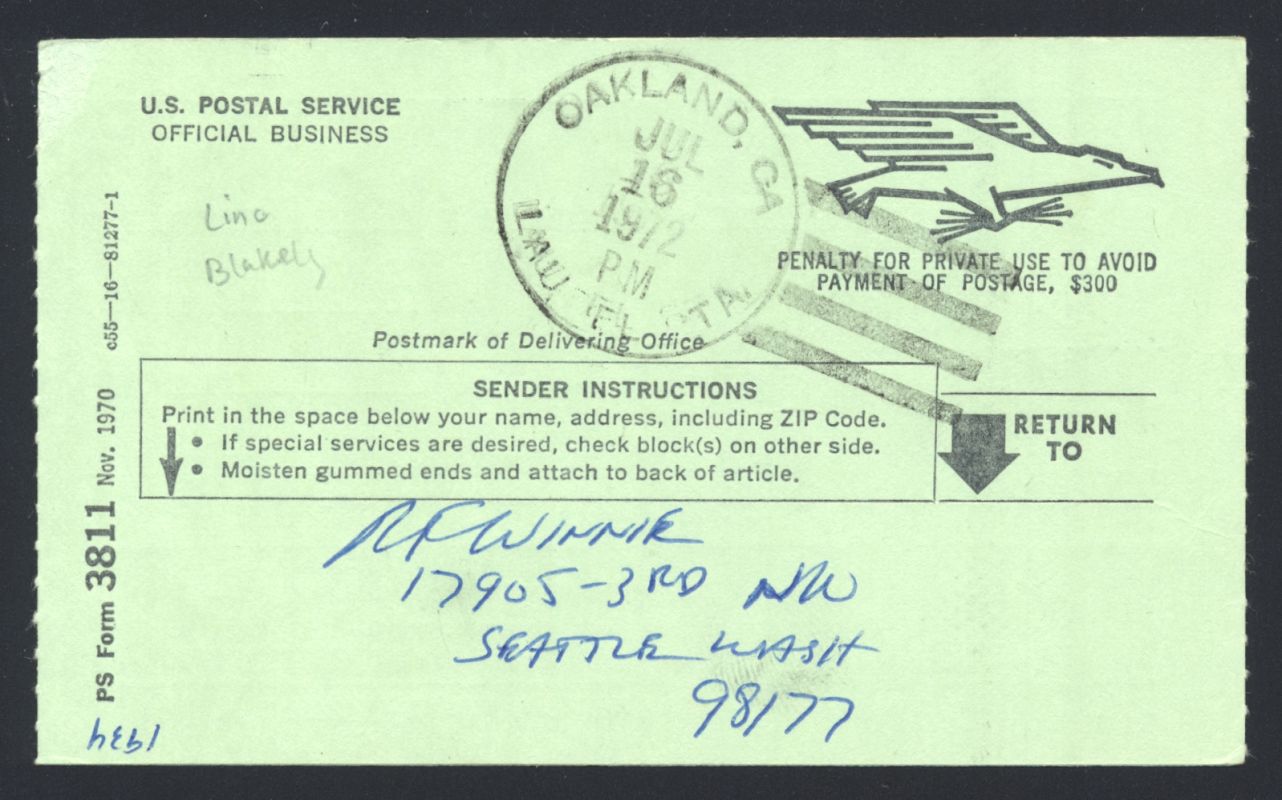 U.S. POSTAL SERVICE
OFFICIAL BUSINESS
OAKLAND, CA
JUL
16
1972
PM
LAUREL STA.
Blakely
PENALTY FOR PRIVATE USE TO AVOID
PAYMENT OF POSTAGE, $300
Postmark of Delivering Office
SENDER INSTRUCTIONS
Print in the space below your name, address, including ZIP Code.
• If special services are desired, check block(s) on other side.
• Moisten gummed ends and attach to back of article.
RETURN
TO
PS Form 3811 Nov. 1970 c55—16—81277-1
RF WINNIE
17905-3RD NW
SEATTLE WASH
98177
1934